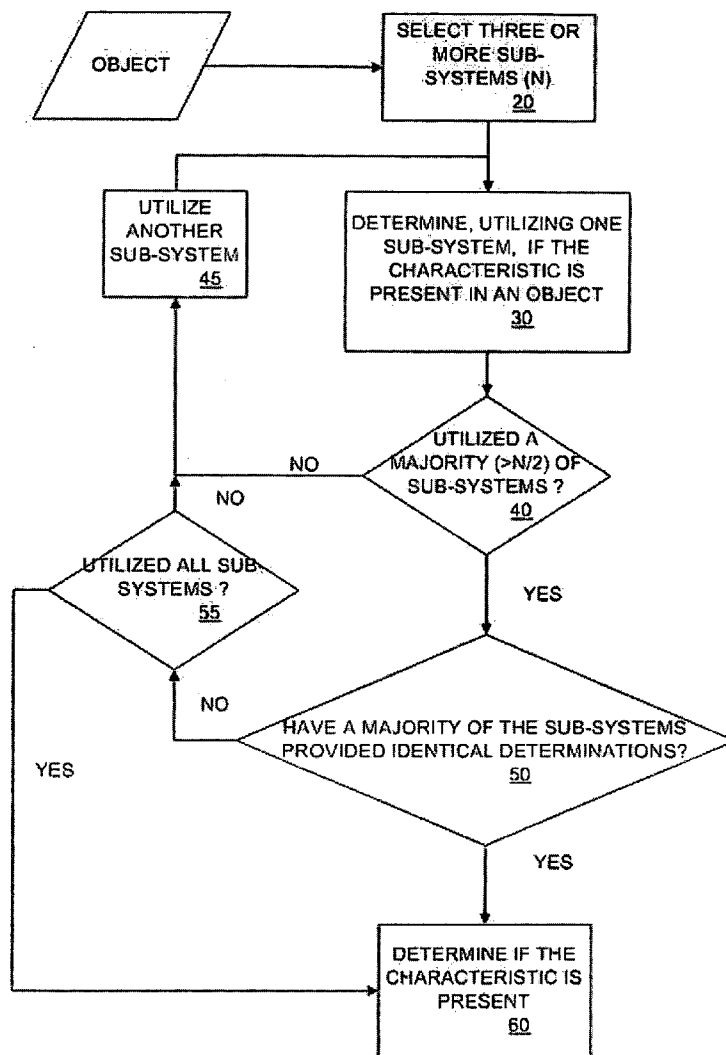 OBJECT
SELECT THREE OR
MORE SUB-
SYSTEMS (N)
20
UTILIZE
ANOTHER
SUB-SYSTEM
45
DETERMINE, UTILIZING ONE
SUB-SYSTEM, IF THE
CHARACTERISTIC IS
PRESENT IN AN OBJECT
30
UTILIZED A
MAJORITY (>N/2) OF
SUB-SYSTEMS ?
40
NO
NO
UTILIZED ALL SUB-
SYSTEMS ?
55
YES
NO
HAVE A MAJORITY OF THE SUB-SYSTEMS
PROVIDED IDENTICAL DETERMINATIONS?
50
YES
YES
DETERMINE IF THE
CHARACTERISTIC IS
PRESENT
60